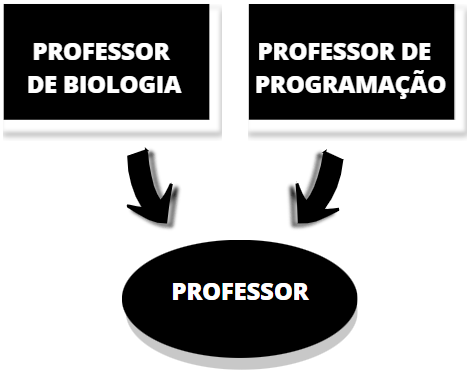 PROFESSOR
DE BIOLOGIA
PROFESSOR DE
PROGRAMAÇÃO
PROFESSOR